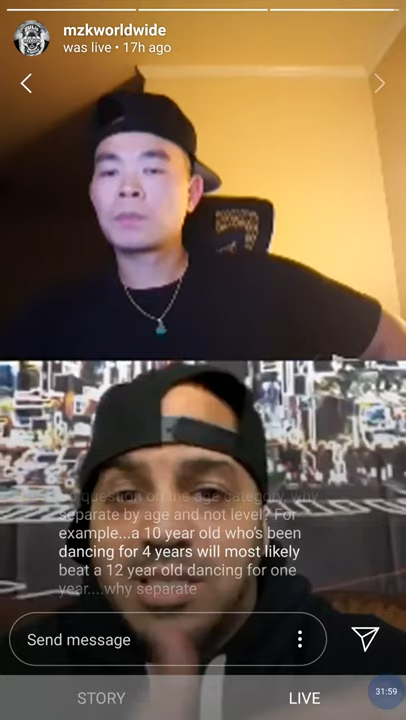 mzkworldwide
was live • 17h ago
question on the age category, why
separate by age and not level? For
example...a 10 year old who's been
dancing for 4 years will most likely
beat a 12 year old dancing for one
year....why separate
Send message
STORY
LIVE
31:59